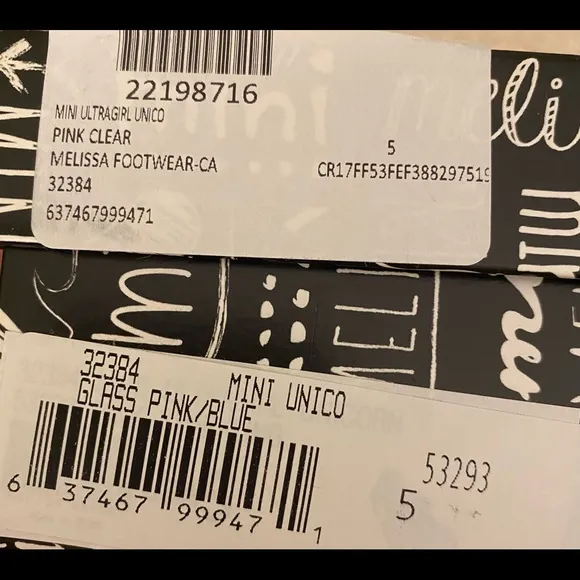 22198716
MINI ULTRAGIRL UNICO
PINK CLEAR
5
MELISSA FOOTWEAR-CA
CR17FF53FEF388297519
32384
637467999471
32384 MINI UNICO
GLASS PINK/BLUE
53293
5
6 37467 99947 1